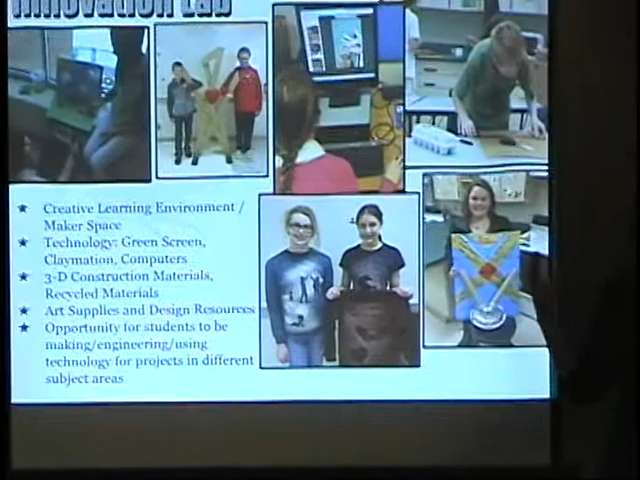 Innovation Lab
Creative Learning Environment /
Maker Space
Technology: Green Screen,
Claymation, Computers
3-D Construction Materials,
Recycled Materials
Art Supplies and Design Resources
Opportunity for students to be
making/engineering/using
technology for projects in different
subject areas